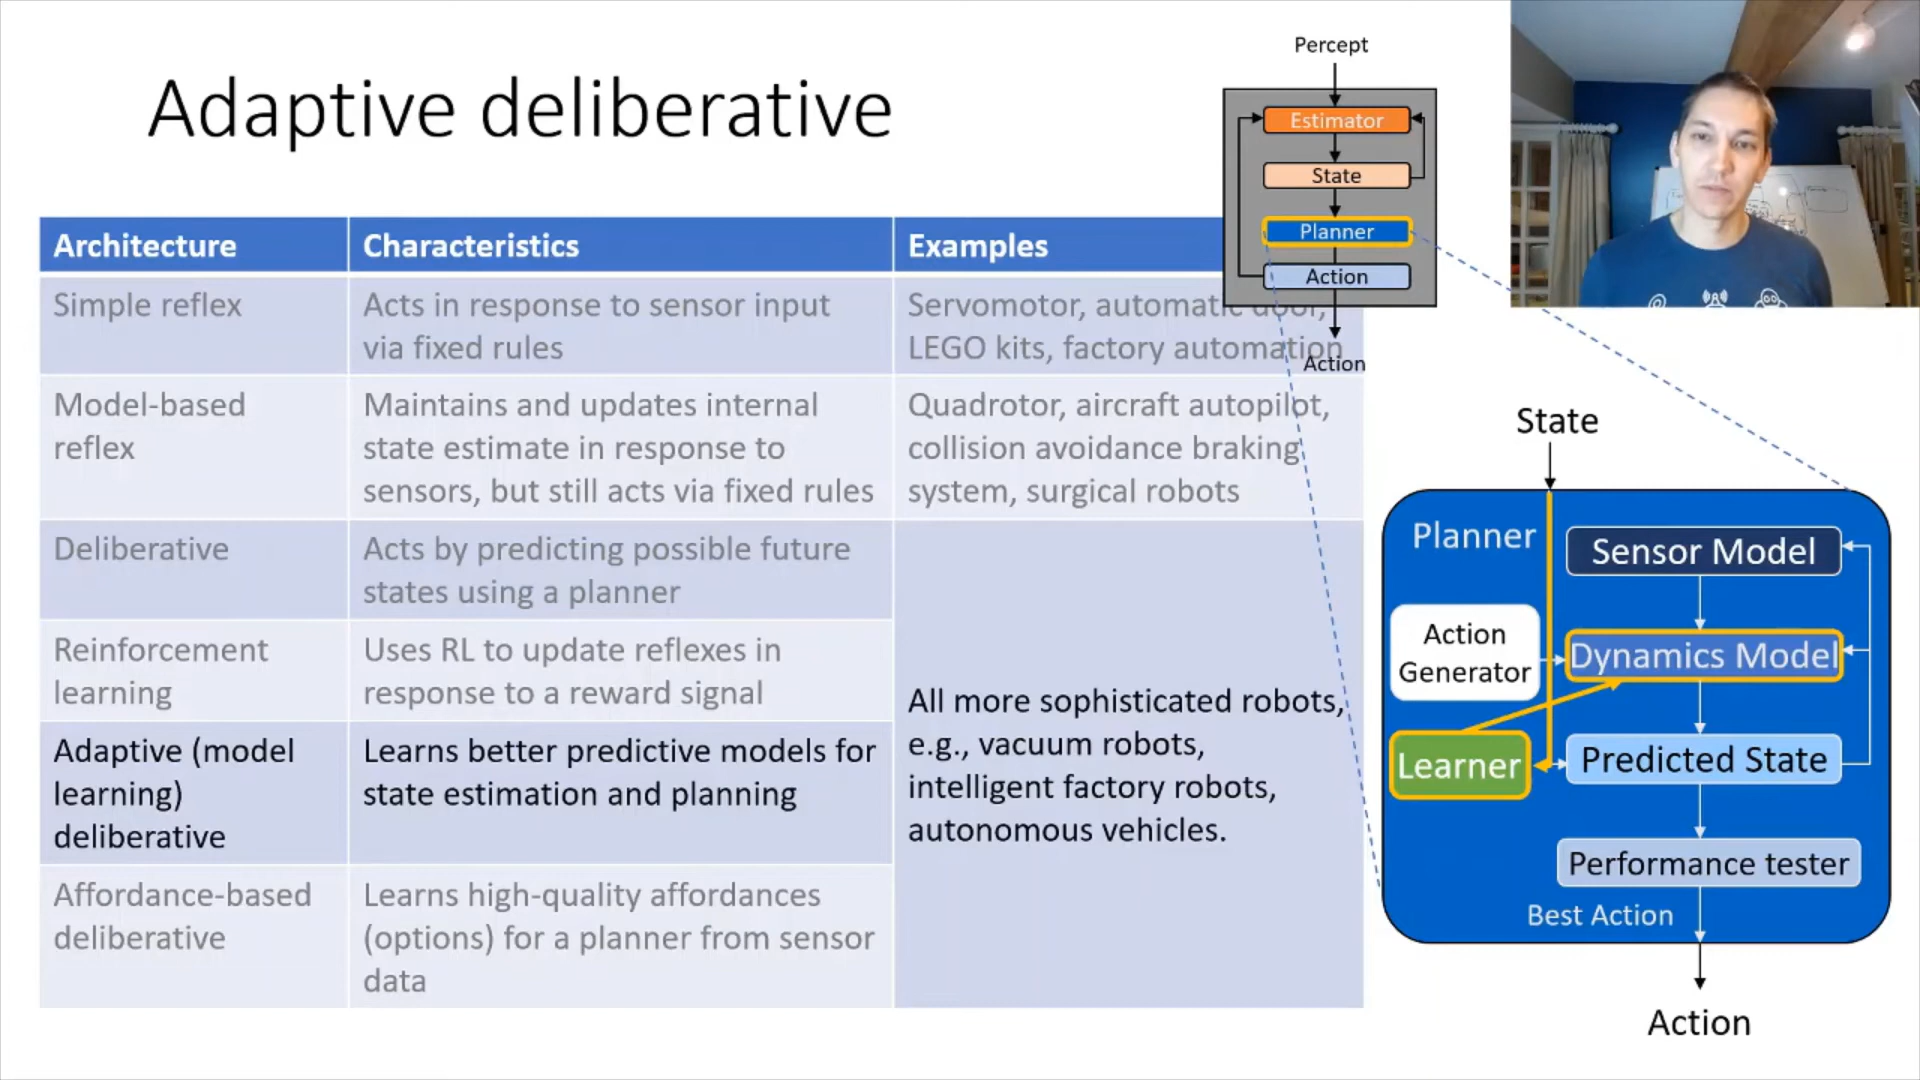 Adaptive deliberative
Percept
Estimator
State
Planner
Action
Action
Architecture
Characteristics
Examples
Simple reflex
Acts in response to sensor input
via fixed rules
Servomotor, automatic door,
LEGO kits, factory automation
Model-based
reflex
Maintains and updates internal
state estimate in response to
sensors, but still acts via fixed rules
Quadrotor, aircraft autopilot,
collision avoidance braking
system, surgical robots
Deliberative
Acts by predicting possible future
states using a planner
Reinforcement
learning
Uses RL to update reflexes in
response to a reward signal
Adaptive (model
learning)
deliberative
Learns better predictive models for
state estimation and planning
All more sophisticated robots,
e.g., vacuum robots,
intelligent factory robots,
autonomous vehicles.
Affordance-based
deliberative
Learns high-quality affordances
(options) for a planner from sensor
data
State
Planner
Sensor Model
Action
Generator
Dynamics Model
Learner
Predicted State
Performance tester
Best Action
Action